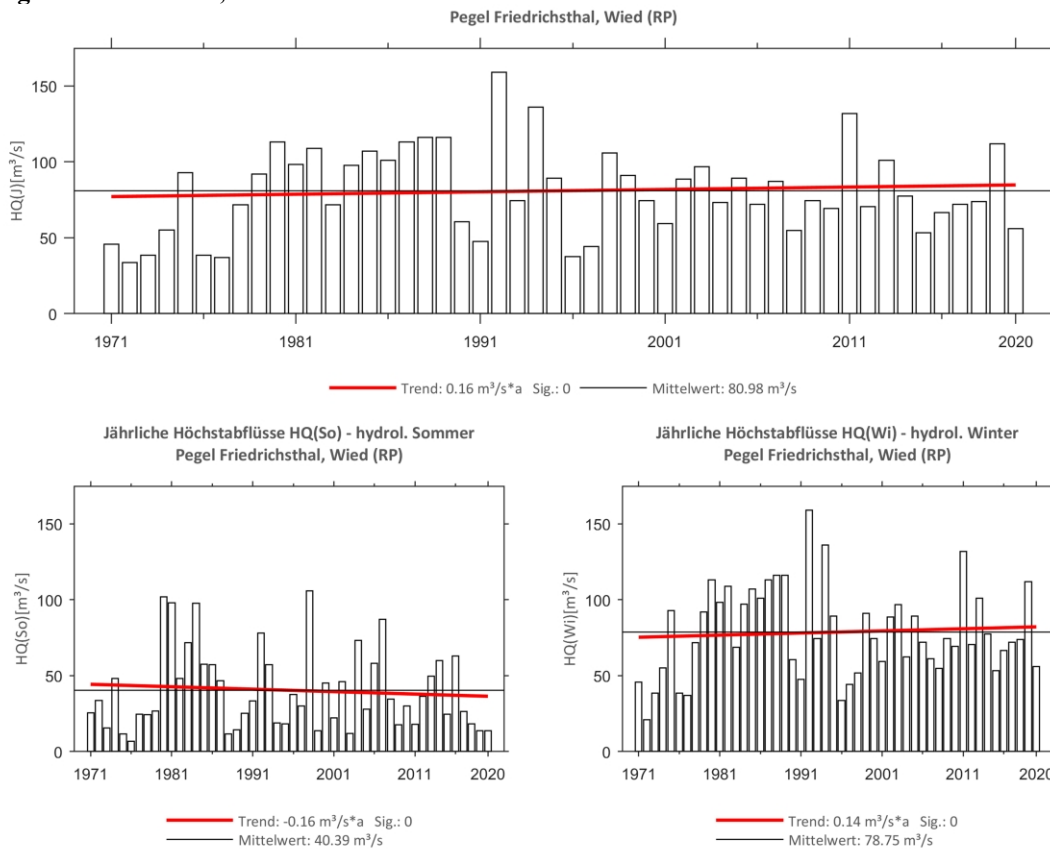 Pegel Friedrichsthal, Wied (RP)
HQ(J)[m³/s]
150
100
50
0
1971 1981 1991 2001 2011 2020
Trend: 0.16 m³/s*a Sig.: 0 Mittelwert: 80.98 m³/s
Jährliche Höchstabflüsse HQ(So) - hydrol. Sommer
Pegel Friedrichsthal, Wied (RP)
HQ(So)[m³/s]
150
100
50
0
1971 1981 1991 2001 2011 2020
Trend: -0.16 m³/s*a Sig.: 0
Mittelwert: 40.39 m³/s
Jährliche Höchstabflüsse HQ(Wi) - hydrol. Winter
Pegel Friedrichsthal, Wied (RP)
HQ(Wi)[m³/s]
150
100
50
0
1971 1981 1991 2001 2011 2020
Trend: 0.14 m³/s*a Sig.: 0
Mittelwert: 78.75 m³/s